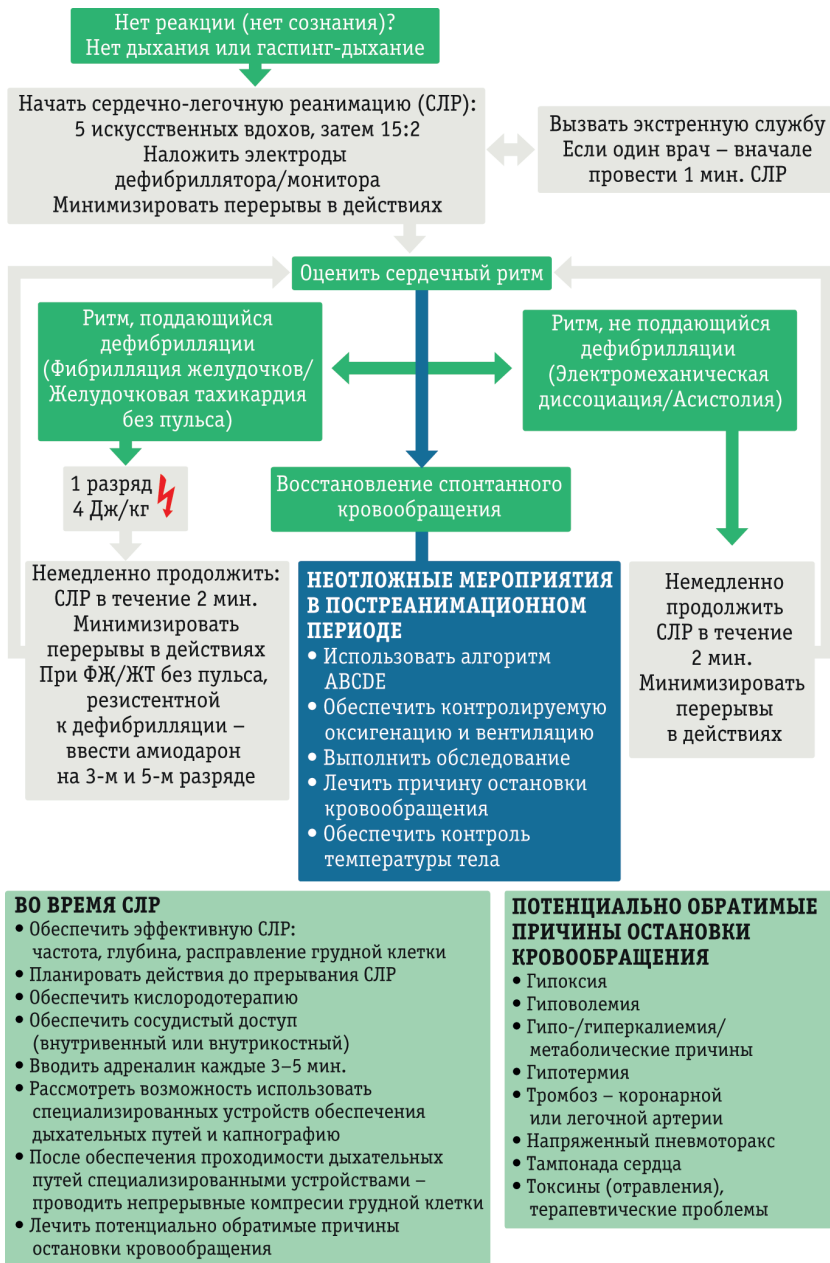 Нет реакции (нет сознания)?
Нет дыхания или гаспинг-дыхание
Начать сердечно-легочную реанимацию (СЛР):
5 искусственных вдохов, затем 15:2
Наложить электроды
дефибриллятора/монитора
Минимизировать перерывы в действиях
Вызвать экстренную службу
Если один врач – вначале
провести 1 мин. СЛР
Оценить сердечный ритм
Ритм, поддающийся
дефибрилляции
(Фибрилляция желудочков/
Желудочковая тахикардия
без пульса)
Ритм, не поддающийся
дефибрилляции
(Электромеханическая
диссоциация/Асистолия)
1 разряд
4 Дж/кг
Восстановление спонтанного
кровообращения
Немедленно продолжить:
СЛР в течение 2 мин.
Минимизировать
перерывы в действиях
При ФЖ/ЖТ без пульса,
резистентной
к дефибрилляции –
ввести амиодарон
на 3-м и 5-м разряде
НЕОТЛОЖНЫЕ МЕРОПРИЯТИЯ
В ПОСТРЕАНИМАЦИОННОМ
ПЕРИОДЕ
• Использовать алгоритм
ABCDE
• Обеспечить контролируемую
оксигенацию и вентиляцию
• Выполнить обследование
• Лечить причину остановки
кровообращения
• Обеспечить контроль
температуры тела
Немедленно
продолжить
СЛР в течение
2 мин.
Минимизировать
перерывы
в действиях
ВО ВРЕМЯ СЛР
• Обеспечить эффективную СЛР:
частота, глубина, расправление грудной клетки
• Планировать действия до прерывания СЛР
• Обеспечить кислородотерапию
• Обеспечить сосудистый доступ
(внутривенный или внутрикостный)
• Вводить адреналин каждые 3–5 мин.
• Рассмотреть возможность использовать
специализированных устройств обеспечения
дыхательных путей и капнографию
• После обеспечения проходимости дыхательных
путей специализированными устройствами –
проводить непрерывные компресии грудной клетки
• Лечить потенциально обратимые причины
остановки кровообращения
ПОТЕНЦИАЛЬНО ОБРАТИМЫЕ
ПРИЧИНЫ ОСТАНОВКИ
КРОВООБРАЩЕНИЯ
• Гипоксия
• Гиповолемия
• Гипо-/гиперкалиемия/
метаболические причины
• Гипотермия
• Тромбоз – коронарной
или легочной артерии
• Напряженный пневмоторакс
• Тампонада сердца
• Токсины (отравления),
терапевтические проблемы